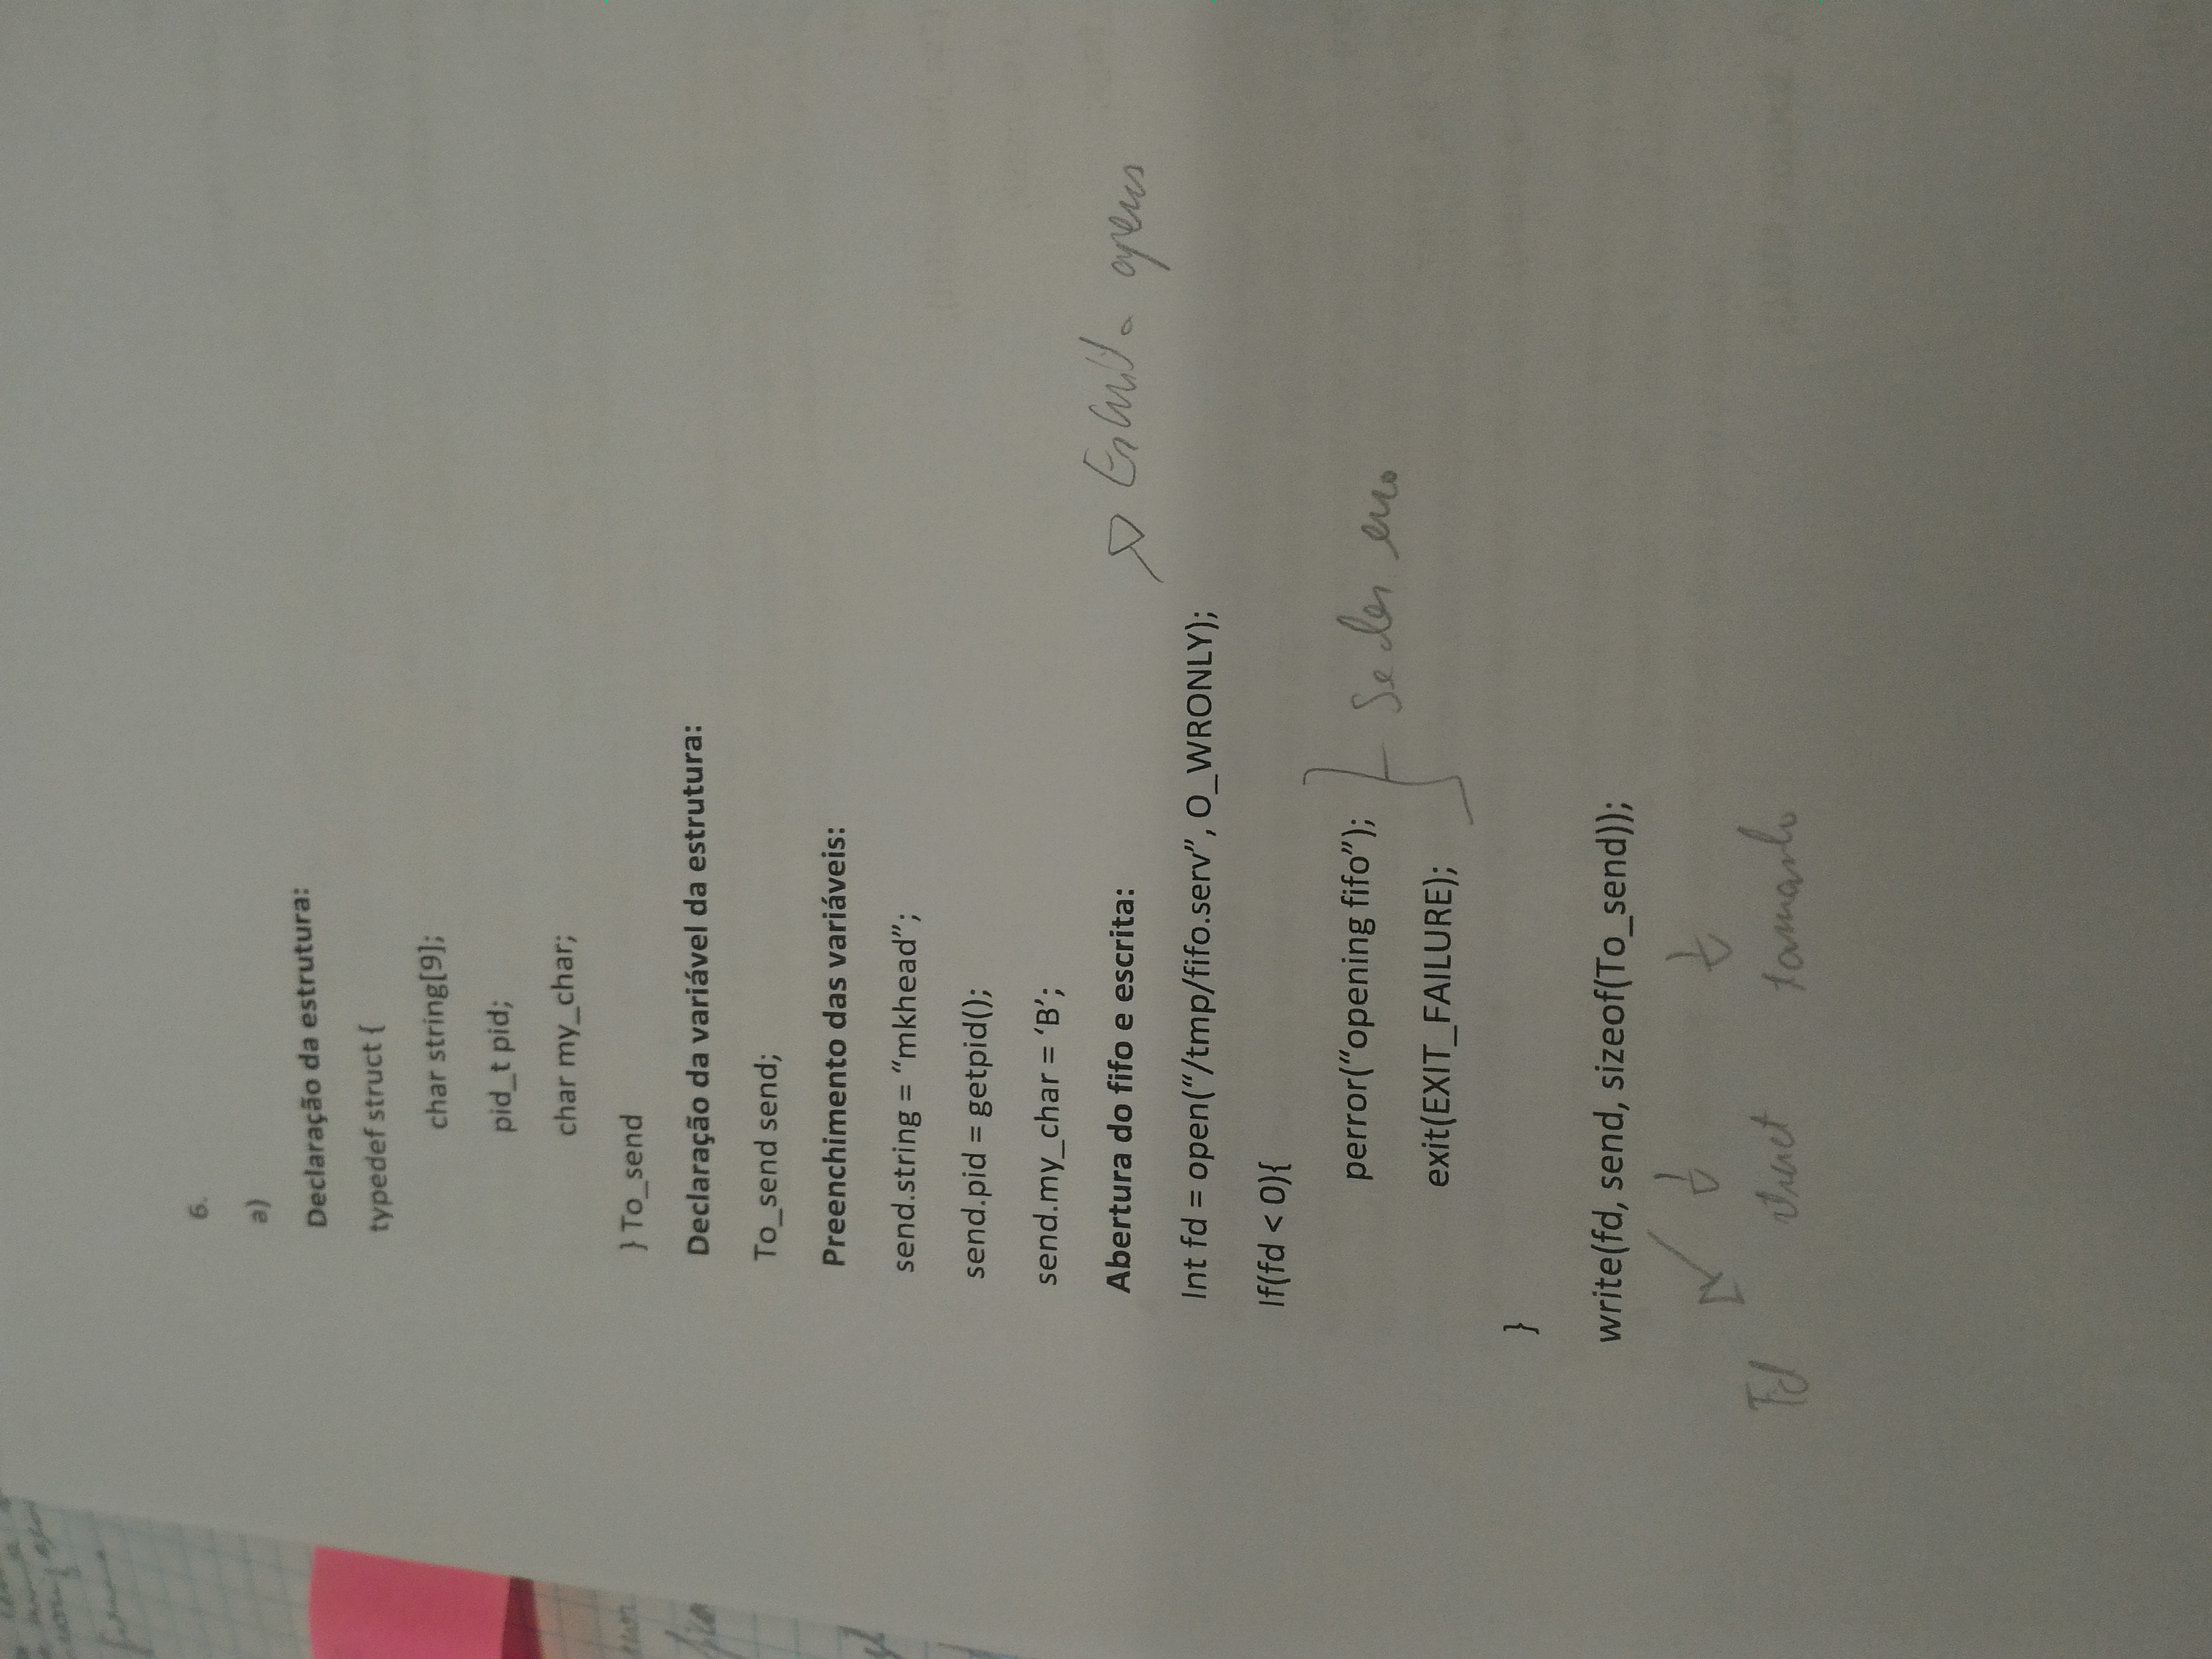 6.
a)
Declaração da estrutura:
typedef struct {
char string[9];
pid_t pid;
char my_char;
} To_send
Declaração da variável da estrutura:
To_send send;
Preenchimento das variáveis:
send.string = “mkhead”;
send.pid = getpid();
send.my_char = ‘B’;
Abertura do fifo e escrita:
Escrita apenas
Int fd = open(“/tmp/fifo.serv”, O_WRONLY);
If(fd < 0){
perror(“opening fifo”);
Se der erro
exit(EXIT_FAILURE);
}
write(fd, send, sizeof(To_send));
Fd struct tamanho